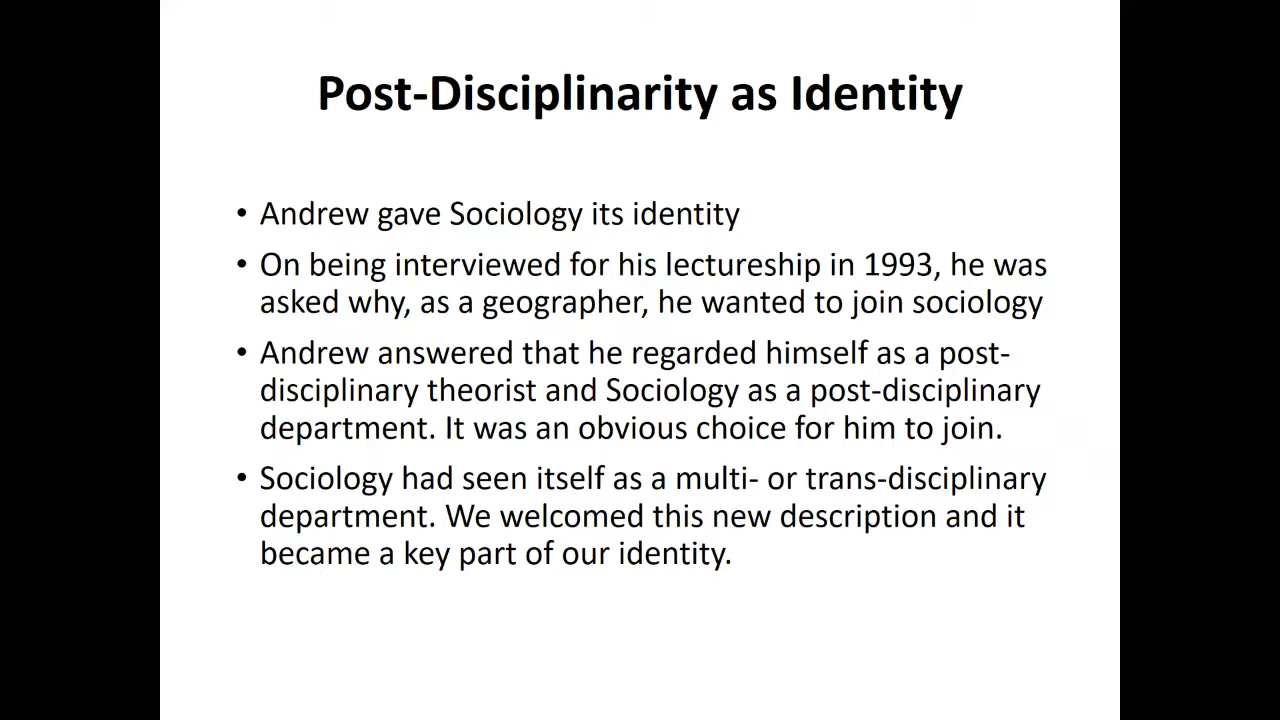 Post-Disciplinarity as Identity
• Andrew gave Sociology its identity
• On being interviewed for his lectureship in 1993, he was
asked why, as a geographer, he wanted to join sociology
• Andrew answered that he regarded himself as a post-
disciplinary theorist and Sociology as a post-disciplinary
department. It was an obvious choice for him to join.
• Sociology had seen itself as a multi- or trans-disciplinary
department. We welcomed this new description and it
became a key part of our identity.